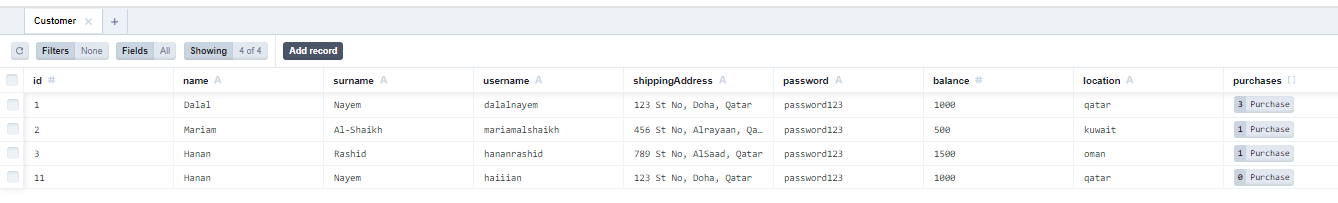 Customer
Filters None Fields All Showing 4 of 4 Add record
id # name A surname A username A shippingAddress A password A balance # location A purchases []
1 Dalal Nayem dalalnayem 123 St No, Doha, Qatar password123 1000 qatar 3 Purchase
2 Mariam Al-Shaikh mariamalshaikh 456 St No, Alrayaan, Qa… password123 500 kuwait 1 Purchase
3 Hanan Rashid hananrashid 789 St No, AlSaad, Qatar password123 1500 oman 1 Purchase
11 Hanan Nayem haiiian 123 St No, Doha, Qatar password123 1000 qatar 0 Purchase